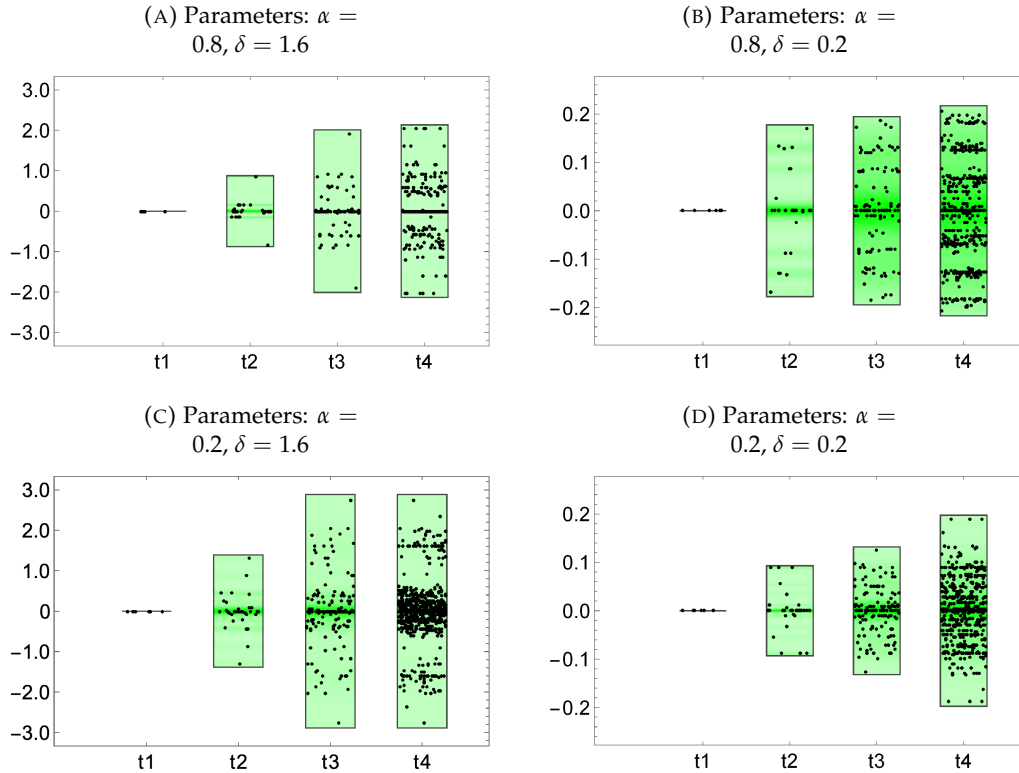 (A) Parameters: α =
0.8, δ = 1.6
3.0
2.0
1.0
0
−1.0
−2.0
−3.0
t1 t2 t3 t4
(B) Parameters: α =
0.8, δ = 0.2
0.2
0.1
0.0
−0.1
−0.2
t1 t2 t3 t4
(C) Parameters: α =
0.2, δ = 1.6
3.0
2.0
1.0
0
−1.0
−2.0
−3.0
t1 t2 t3 t4
(D) Parameters: α =
0.2, δ = 0.2
0.2
0.1
0.0
−0.1
−0.2
t1 t2 t3 t4